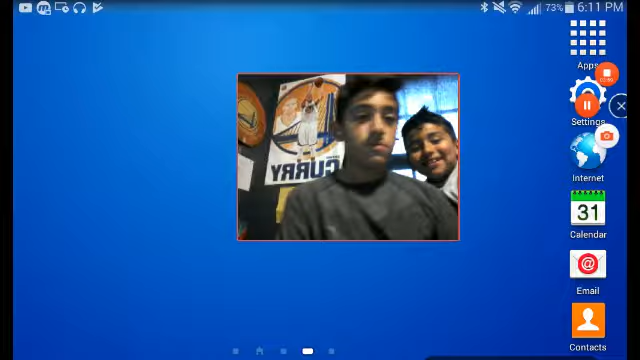 73% 6:11 PM
Apps
Settings
CURRY
Internet
31
Calendar
@
Email
Contacts